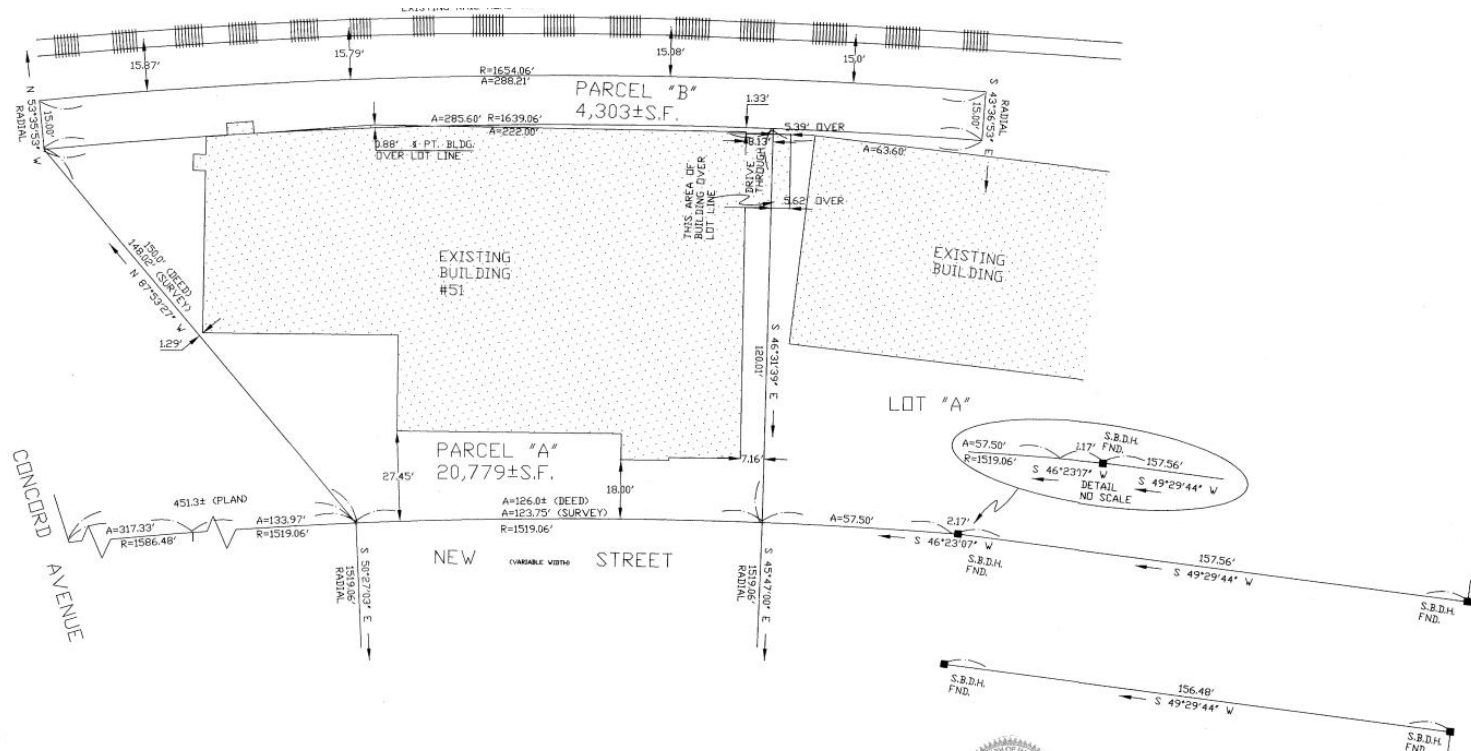 15.87'
15.79'
15.08'
15.0'
R=1654.06'
A=288.21'
PARCEL "B"
4,303±S.F.
N 53°35'53" W
RADIAL
15.00'
S 43°36'53" E
RADIAL
15.00'
1.33'
A=285.60' R=1639.06'
A=222.00'
5.39' OVER
8.13'
A=63.60'
0.88' @ PT. BLDG.
OVER LOT LINE
DRIVE
THROUGH
THIS AREA OF
BUILDING OVER
LOT LINE
5.62' OVER
150.0' (DEED)
148.02' (SURVEY)
N 87°53'27" W
1.29'
EXISTING
BUILDING
#51
EXISTING
BUILDING
S 46°31'39" E
120.01'
LOT "A"
PARCEL "A"
20,779±S.F.
27.45'
7.16'
18.00'
A=57.50'
R=1519.06'
S.B.D.H.
FND.
157.56'
S 46°23'07" W
S 49°29'44" W
DETAIL
NO SCALE
CONCORD AVENUE
451.3± (PLAN)
A=317.33'
R=1586.48'
A=133.97'
R=1519.06'
A=126.0± (DEED)
A=123.75' (SURVEY)
R=1519.06'
A=57.50'
2.17'
S 46°23'07" W
S.B.D.H.
FND.
157.56'
S 49°29'44" W
S.B.D.H.
FND.
NEW (VARIABLE WIDTH) STREET
S 50°27'03" E
1519.06'
RADIAL
S 45°47'00" E
1519.06'
RADIAL
S.B.D.H.
FND.
156.48'
S 49°29'44" W
S.B.D.H.
FND.